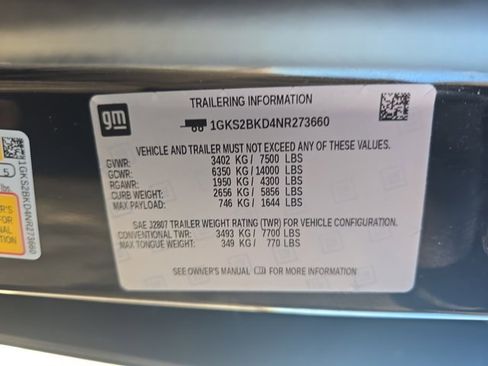 TRAILERING INFORMATION
gm
1GKS2BKD4NR273660
VEHICLE AND TRAILER MUST NOT EXCEED ANY OF THESE VALUES.
GVWR: 3402 KG / 7500 LBS
GCWR: 6350 KG / 14000 LBS
RGAWR: 1950 KG / 4300 LBS
CURB WEIGHT: 2656 KG / 5856 LBS
MAX PAYLOAD: 746 KG / 1644 LBS
SAE J2807 TRAILER WEIGHT RATING (TWR) FOR VEHICLE CONFIGURATION.
CONVENTIONAL TWR: 3493 KG / 7700 LBS
MAX TONGUE WEIGHT: 349 KG / 770 LBS
SEE OWNER'S MANUAL FOR MORE INFORMATION
1GKS2BKD4NR273660
5
lbs